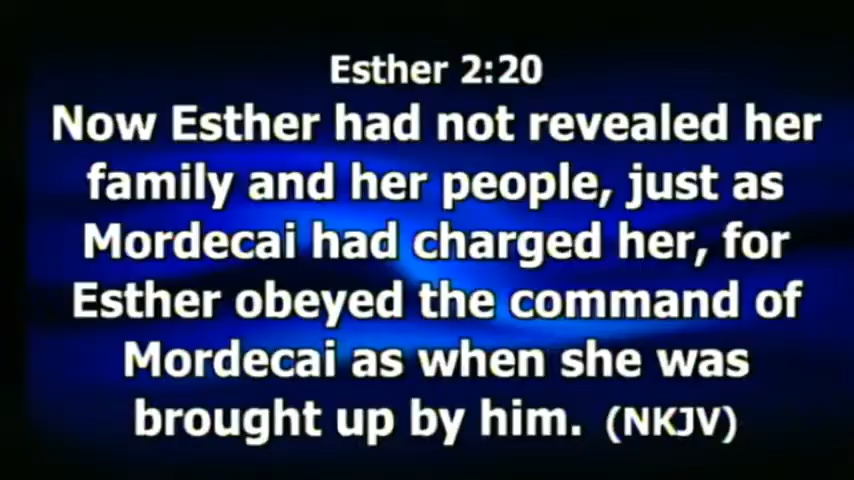 Esther 2:20
Now Esther had not revealed her
family and her people, just as
Mordecai had charged her, for
Esther obeyed the command of
Mordecai as when she was
brought up by him. (NKJV)